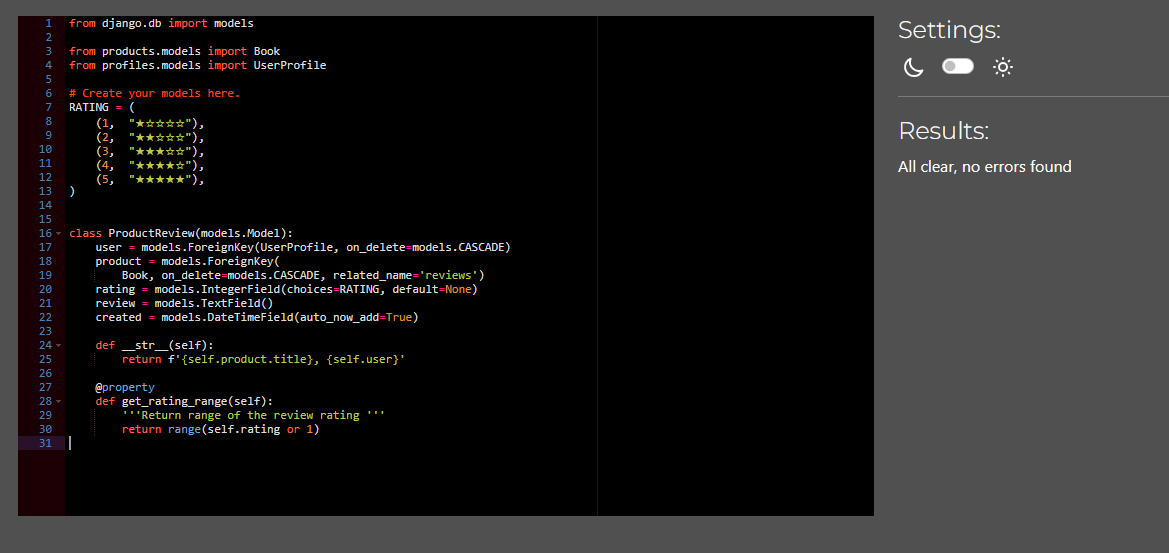 1 from django.db import models
2
3 from products.models import Book
4 from profiles.models import UserProfile
5
6 # Create your models here.
7 RATING = (
8     (1,  "★☆☆☆☆"),
9     (2,  "★★☆☆☆"),
10     (3,  "★★★☆☆"),
11     (4,  "★★★★☆"),
12     (5,  "★★★★★"),
13 )
14
15
16 class ProductReview(models.Model):
17     user = models.ForeignKey(UserProfile, on_delete=models.CASCADE)
18     product = models.ForeignKey(
19         Book, on_delete=models.CASCADE, related_name='reviews')
20     rating = models.IntegerField(choices=RATING, default=None)
21     review = models.TextField()
22     created = models.DateTimeField(auto_now_add=True)
23
24     def __str__(self):
25         return f'{self.product.title}, {self.user}'
26
27     @property
28     def get_rating_range(self):
29         '''Return range of the review rating '''
30         return range(self.rating or 1)
31
Settings:
Results:
All clear, no errors found